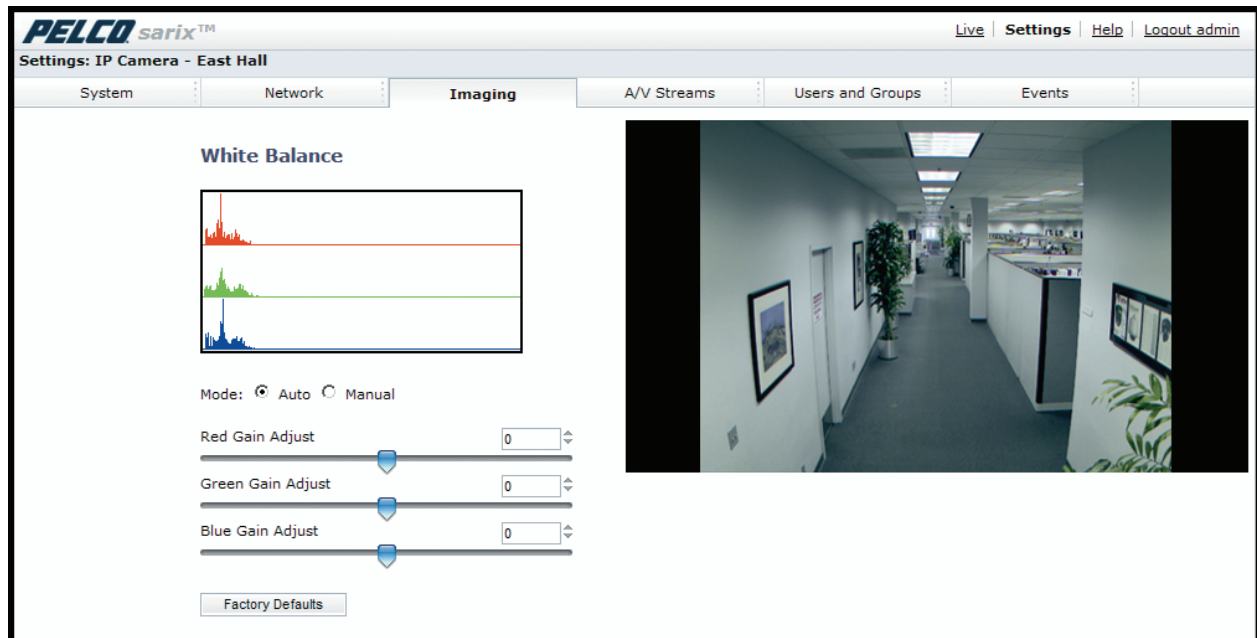 PELCO sarix™
Live | Settings | Help | Logout admin
Settings: IP Camera - East Hall
System Network Imaging A/V Streams Users and Groups Events
White Balance
Mode: Auto Manual
Red Gain Adjust 0
Green Gain Adjust 0
Blue Gain Adjust 0
Factory Defaults